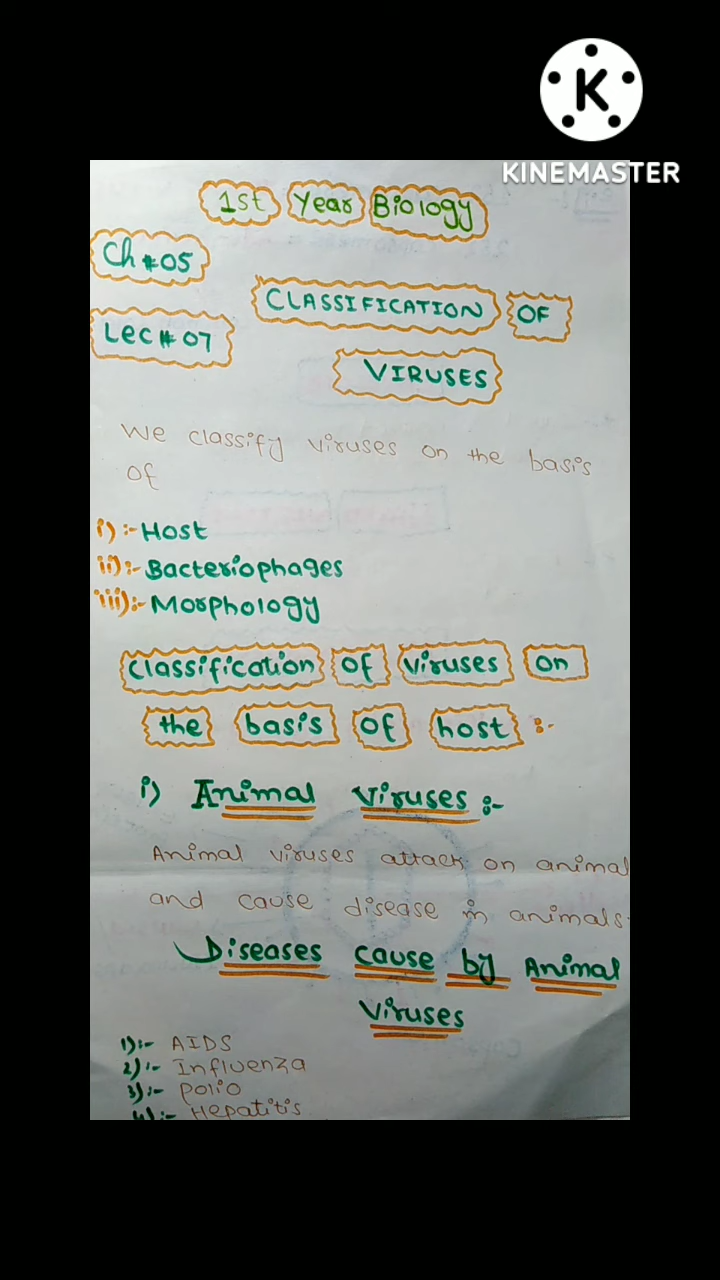 K
KINEMASTER
1st Year Biology
Ch # 05
CLASSIFICATION OF
Lec # 07
VIRUSES
We classify viruses on the basis
of
i) :- Host
ii) :- Bacteriophages
iii) :- Morphology
Classification of viruses on
the basis of host :-
i) Animal Viruses :-
Animal viruses attack on animal
and cause disease in animals.
Diseases cause by Animal
Viruses
1) :- AIDS
2) :- Influenza
3) :- Polio
4) :- Hepatitis